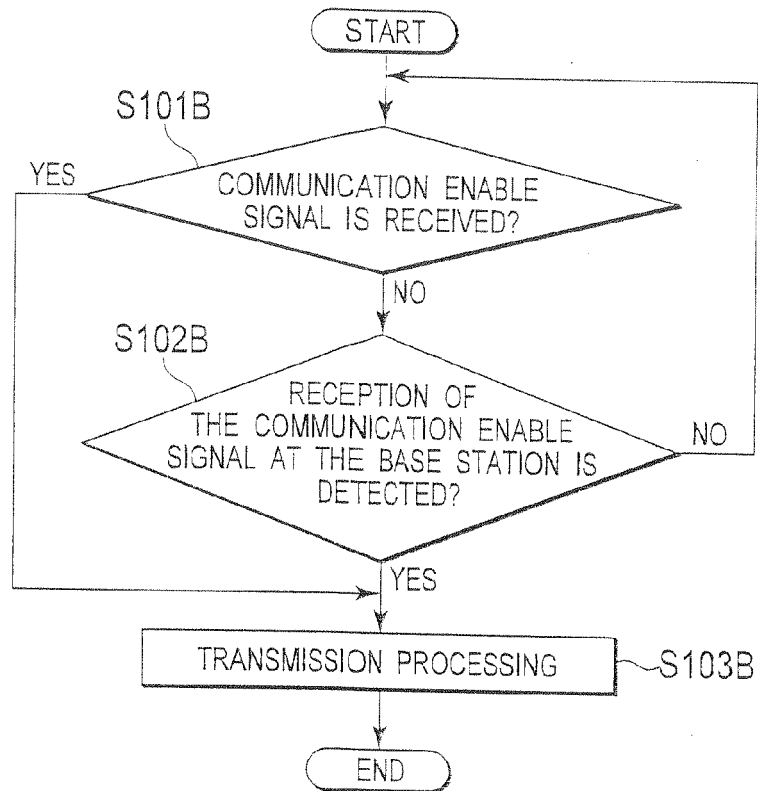 START
S101B
YES
COMMUNICATION ENABLE
SIGNAL IS RECEIVED?
NO
S102B
RECEPTION OF
THE COMMUNICATION ENABLE
SIGNAL AT THE BASE STATION IS
DETECTED?
NO
YES
TRANSMISSION PROCESSING
S103B
END